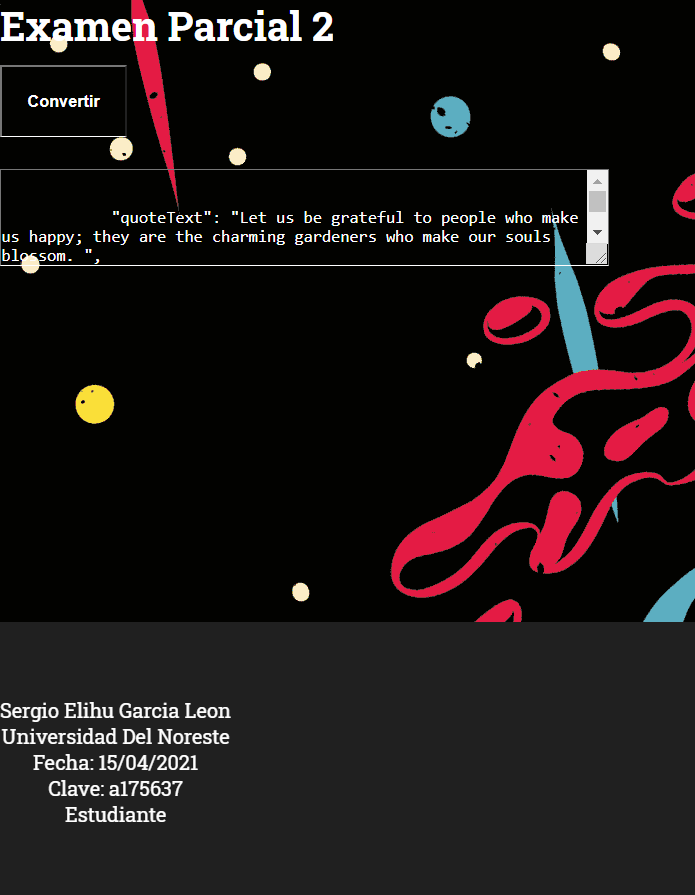 Examen Parcial 2
Convertir
"quoteText": "Let us be grateful to people who make
us happy; they are the charming gardeners who make our souls
blossom. ",
Sergio Elihu Garcia Leon
Universidad Del Noreste
Fecha: 15/04/2021
Clave: a175637
Estudiante